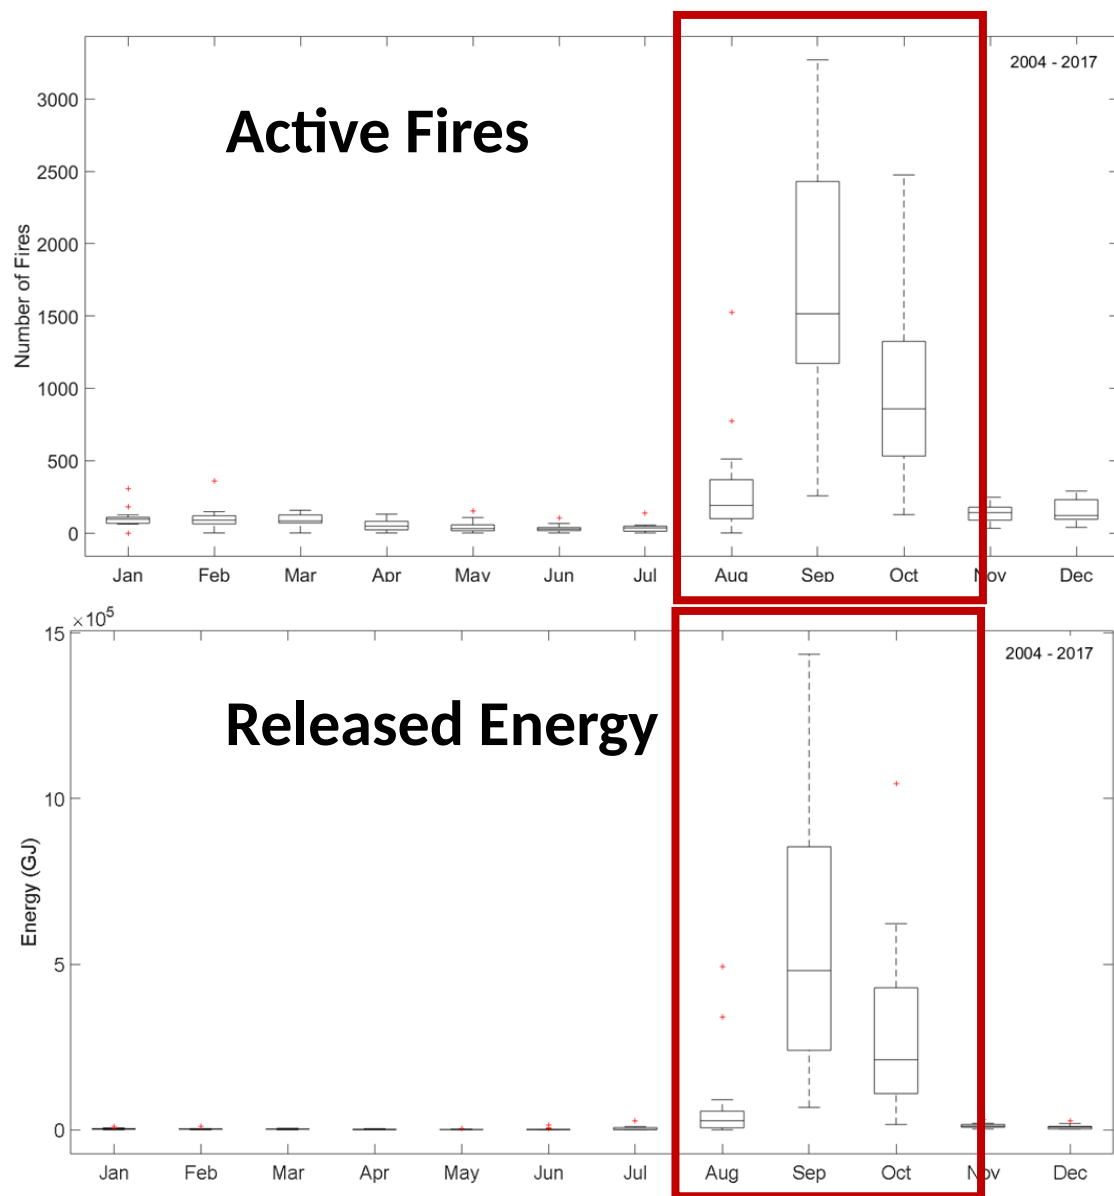 2004 - 2017
Active Fires
Number of Fires
3000
2500
2000
1500
1000
500
0
Jan Feb Mar Apr May Jun Jul Aug Sep Oct Nov Dec
×10⁵
2004 - 2017
Released Energy
Energy (GJ)
15
10
5
0
Jan Feb Mar Apr May Jun Jul Aug Sep Oct Nov Dec